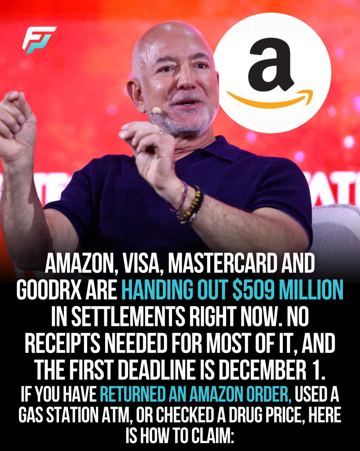 a
AMAZON, VISA, MASTERCARD AND
GOODRX ARE HANDING OUT $509 MILLION
IN SETTLEMENTS RIGHT NOW. NO
RECEIPTS NEEDED FOR MOST OF IT, AND
THE FIRST DEADLINE IS DECEMBER 1.
IF YOU HAVE RETURNED AN AMAZON ORDER, USED A
GAS STATION ATM, OR CHECKED A DRUG PRICE, HERE
IS HOW TO CLAIM: